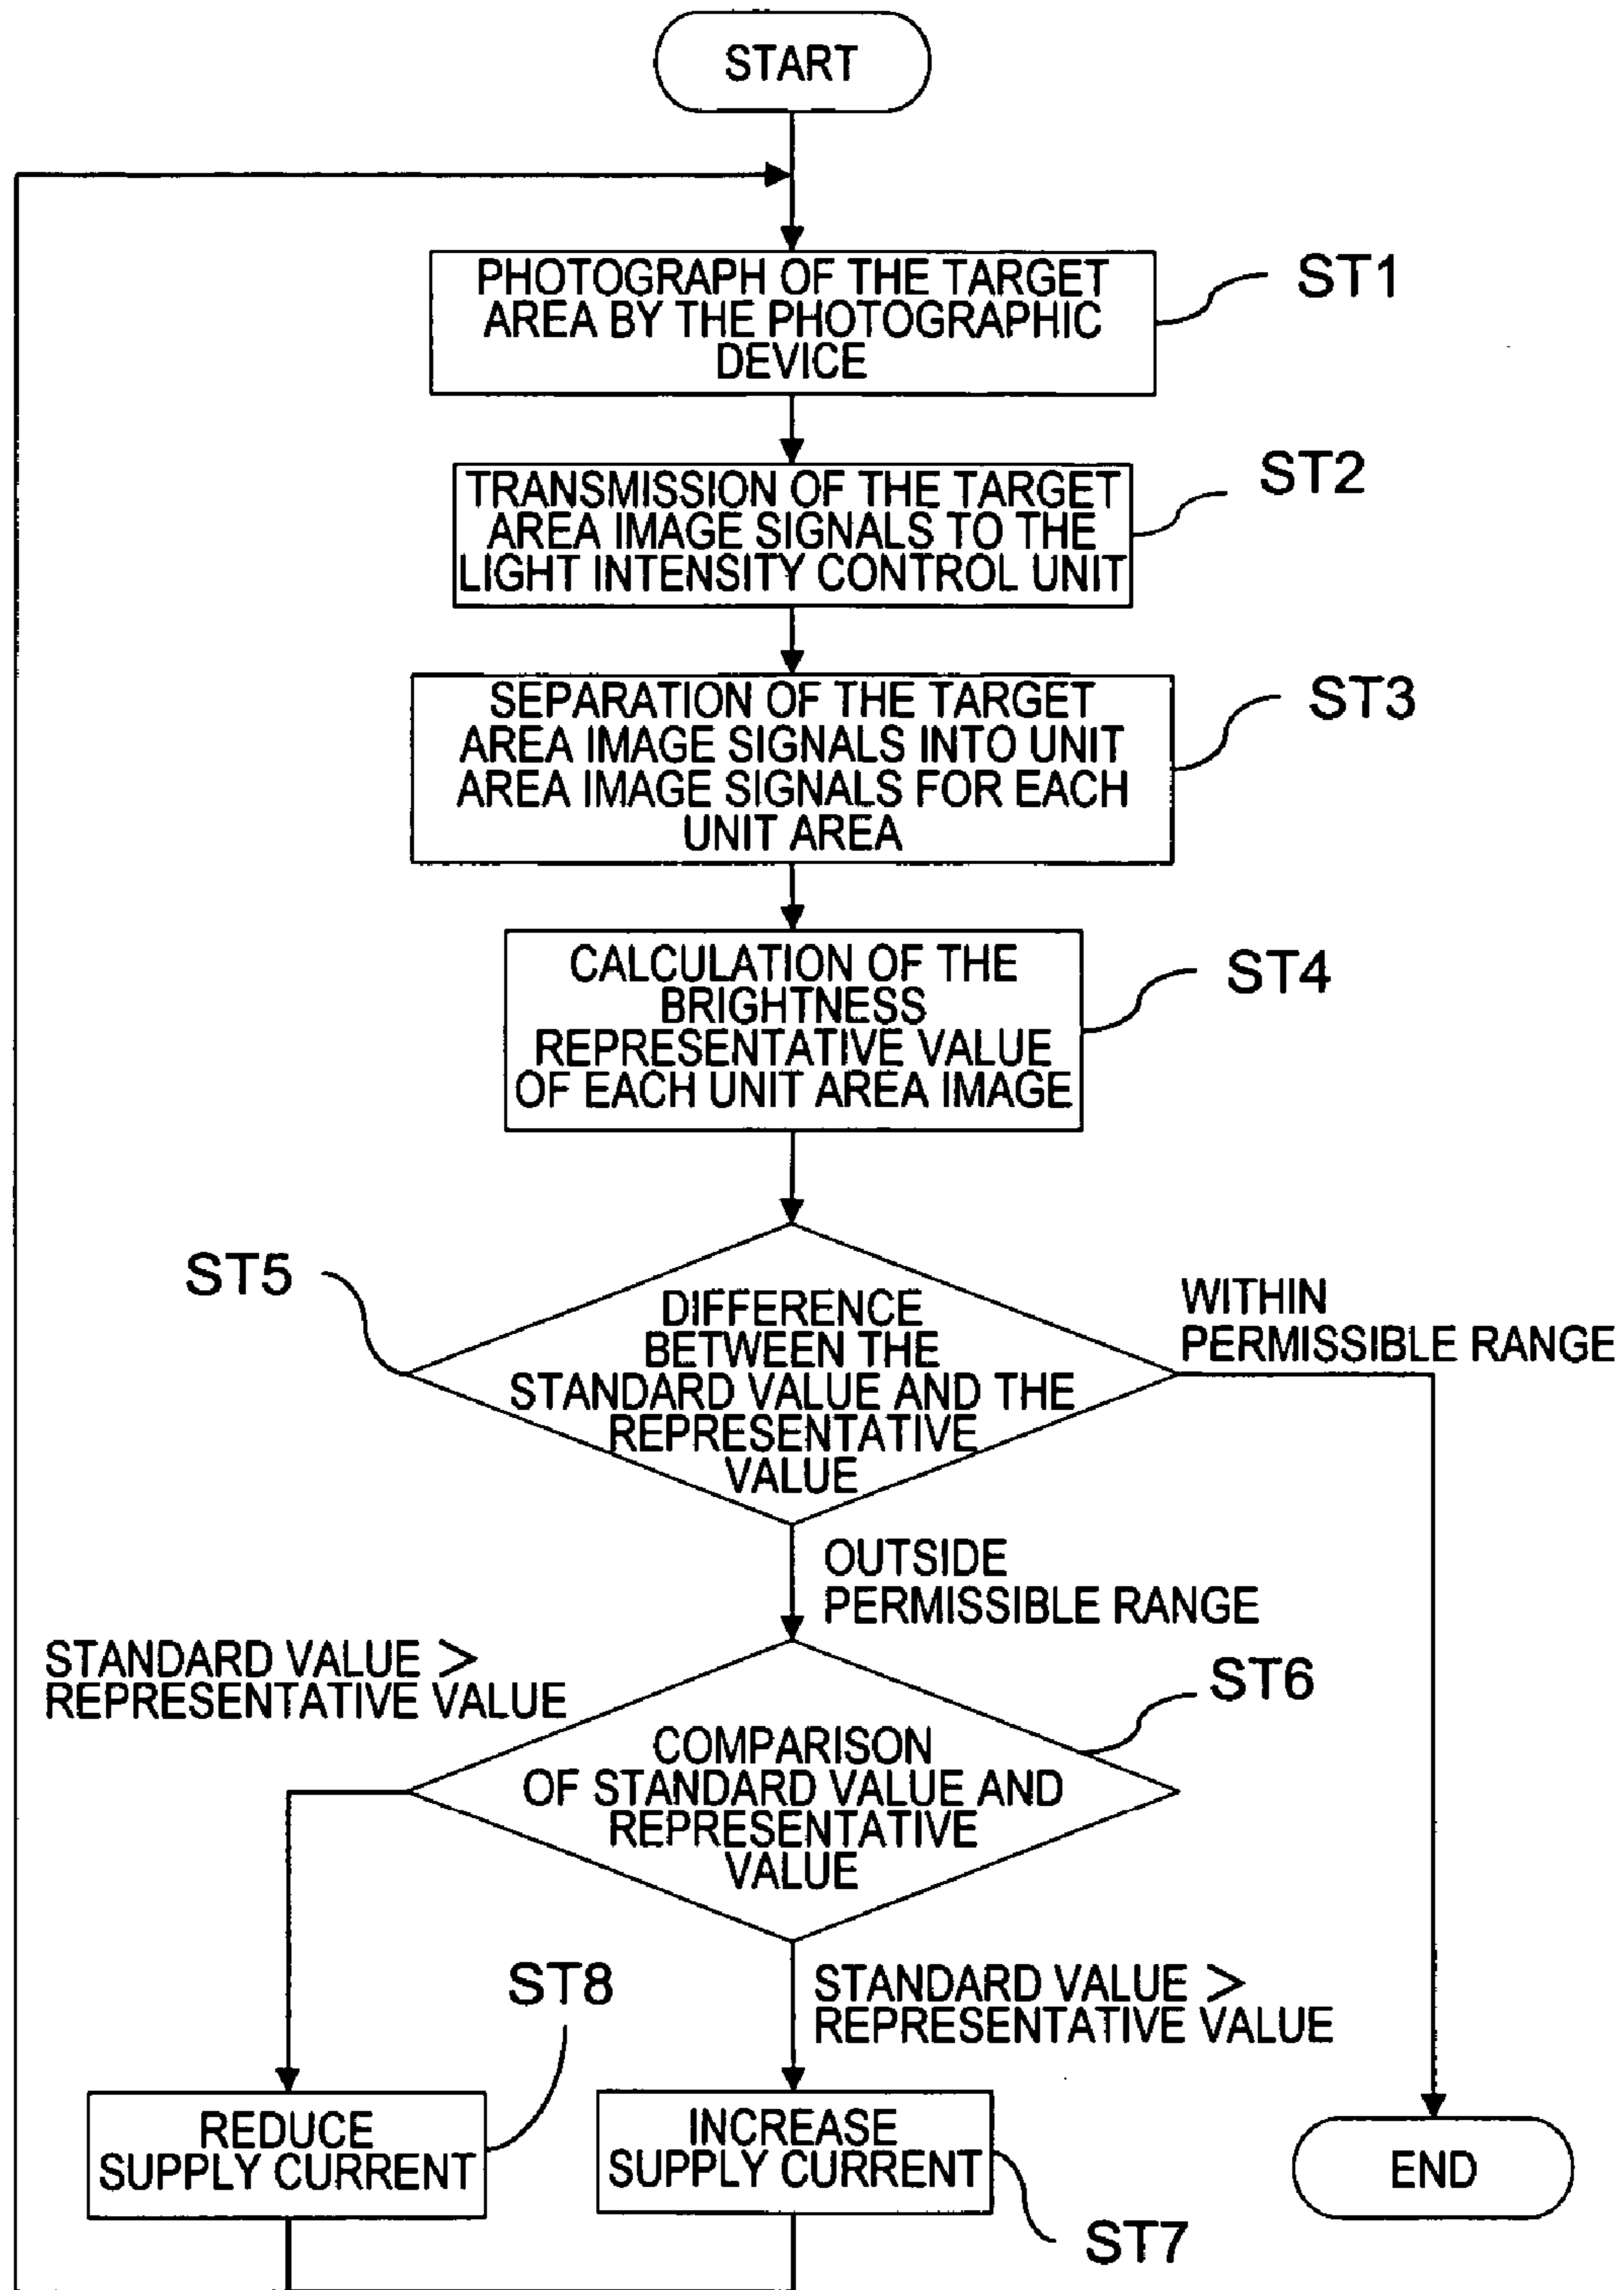 START
PHOTOGRAPH OF THE TARGET
AREA BY THE PHOTOGRAPHIC
DEVICE
ST1
TRANSMISSION OF THE TARGET
AREA IMAGE SIGNALS TO THE
LIGHT INTENSITY CONTROL UNIT
ST2
SEPARATION OF THE TARGET
AREA IMAGE SIGNALS INTO UNIT
AREA IMAGE SIGNALS FOR EACH
UNIT AREA
ST3
CALCULATION OF THE
BRIGHTNESS
REPRESENTATIVE VALUE
OF EACH UNIT AREA IMAGE
ST4
ST5
DIFFERENCE
BETWEEN THE
STANDARD VALUE AND THE
REPRESENTATIVE
VALUE
WITHIN
PERMISSIBLE RANGE
OUTSIDE
PERMISSIBLE RANGE
STANDARD VALUE >
REPRESENTATIVE VALUE
ST6
COMPARISON
OF STANDARD VALUE AND
REPRESENTATIVE
VALUE
ST8
STANDARD VALUE >
REPRESENTATIVE VALUE
REDUCE
SUPPLY CURRENT
INCREASE
SUPPLY CURRENT
END
ST7